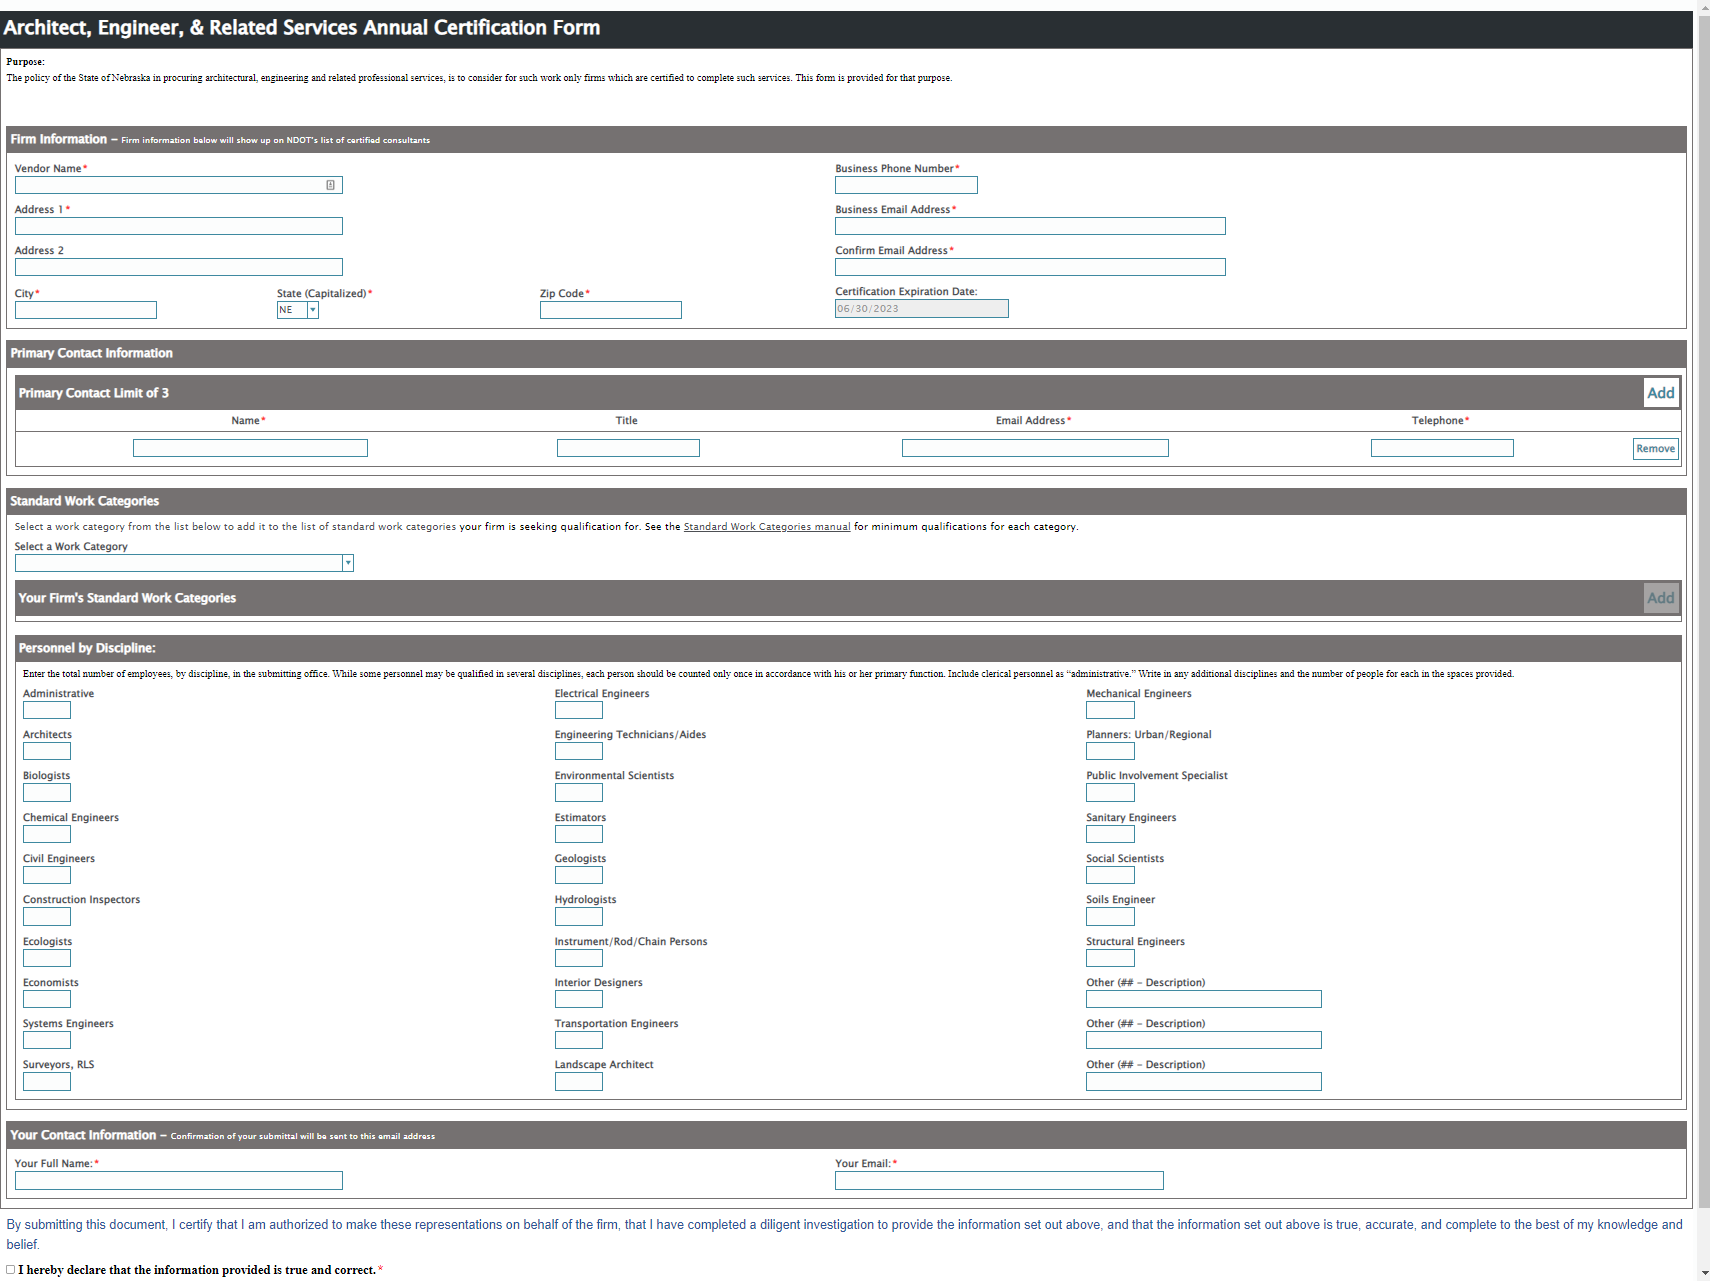 Architect, Engineer, & Related Services Annual Certification Form
Purpose:
The policy of the State of Nebraska in procuring architectural, engineering and related professional services, is to consider for such work only firms which are certified to complete such services. This form is provided for that purpose.
Firm Information – Firm information below will show up on NDOT's list of certified consultants
Vendor Name*
Business Phone Number*
Address 1*
Business Email Address*
Address 2
Confirm Email Address*
City*
State (Capitalized)*
Zip Code*
Certification Expiration Date:
NE
06/30/2023
Primary Contact Information
Primary Contact Limit of 3
Add
Name*
Title
Email Address*
Telephone*
Remove
Standard Work Categories
Select a work category from the list below to add it to the list of standard work categories your firm is seeking qualification for. See the Standard Work Categories manual for minimum qualifications for each category.
Select a Work Category
Your Firm's Standard Work Categories
Add
Personnel by Discipline:
Enter the total number of employees, by discipline, in the submitting office. While some personnel may be qualified in several disciplines, each person should be counted only once in accordance with his or her primary function. Include clerical personnel as “administrative.” Write in any additional disciplines and the number of people for each in the spaces provided.
Administrative
Electrical Engineers
Mechanical Engineers
Architects
Engineering Technicians/Aides
Planners: Urban/Regional
Biologists
Environmental Scientists
Public Involvement Specialist
Chemical Engineers
Estimators
Sanitary Engineers
Civil Engineers
Geologists
Social Scientists
Construction Inspectors
Hydrologists
Soils Engineer
Ecologists
Instrument/Rod/Chain Persons
Structural Engineers
Economists
Interior Designers
Other (## – Description)
Systems Engineers
Transportation Engineers
Other (## – Description)
Surveyors, RLS
Landscape Architect
Other (## – Description)
Your Contact Information – Confirmation of your submittal will be sent to this email address
Your Full Name:*
Your Email:*
By submitting this document, I certify that I am authorized to make these representations on behalf of the firm, that I have completed a diligent investigation to provide the information set out above, and that the information set out above is true, accurate, and complete to the best of my knowledge and
belief.
I hereby declare that the information provided is true and correct.*